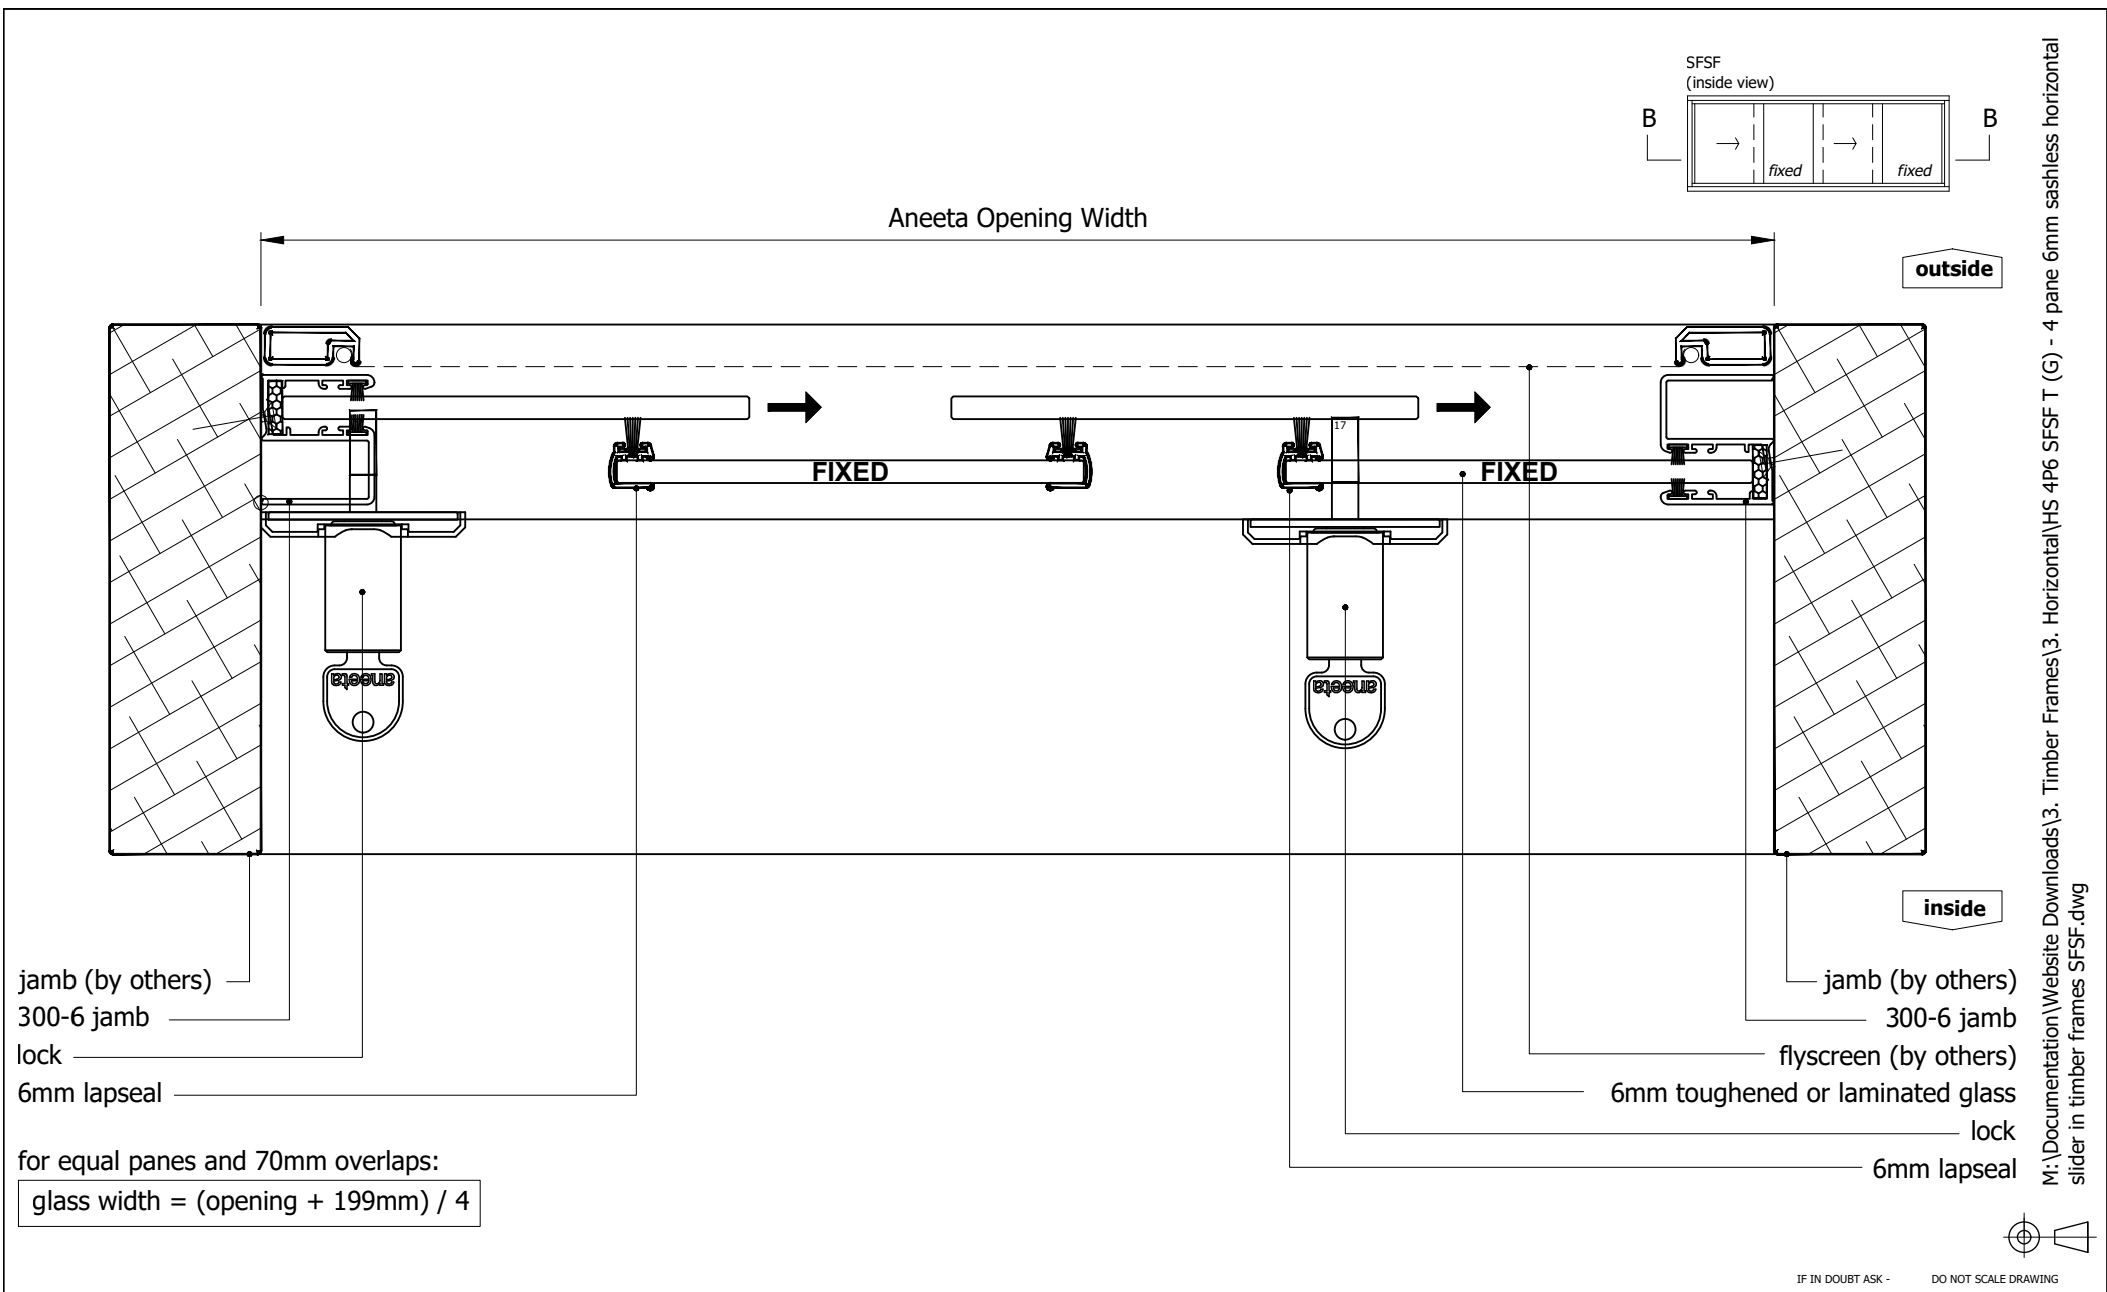 SFSF
(inside view)
B
B
fixed
fixed
Aneeta Opening Width
outside
17
FIXED
FIXED
aneeta
aneeta
inside
jamb (by others)
300-6 jamb
lock
6mm lapseal
jamb (by others)
300-6 jamb
flyscreen (by others)
6mm toughened or laminated glass
lock
6mm lapseal
for equal panes and 70mm overlaps:
glass width = (opening + 199mm) / 4
M:\Documentation\Website Downloads\3. Timber Frames\3. Horizontal\HS 4P6 SFSF T (G) - 4 pane 6mm sashless horizontal
slider in timber frames SFSF.dwg
IF IN DOUBT ASK - DO NOT SCALE DRAWING